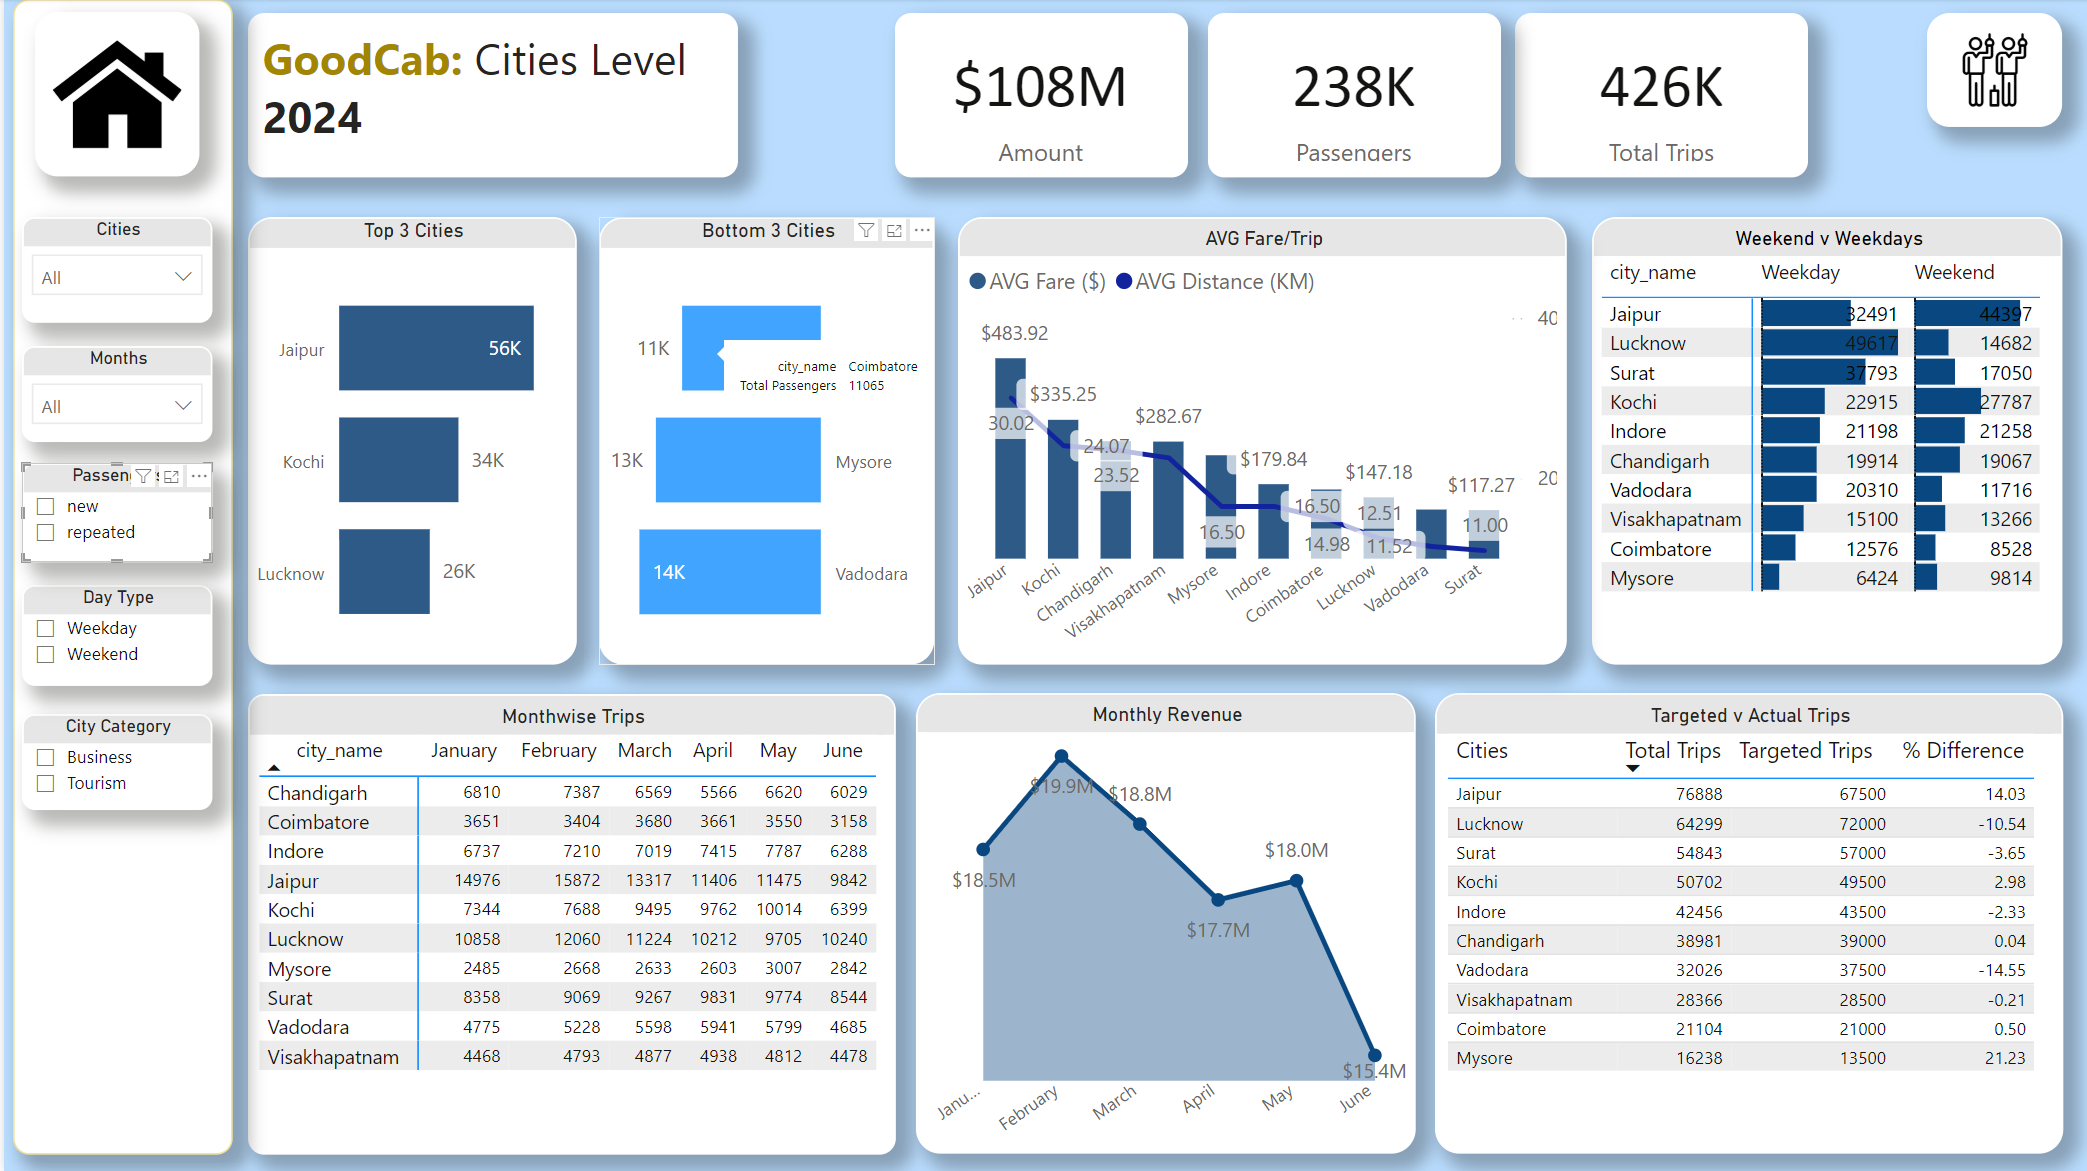 GoodCab: Cities Level
2024
$108M
Amount
238K
Passengers
426K
Total Trips
Cities
All
Months
All
Passen
new
repeated
Day Type
Weekday
Weekend
City Category
Business
Tourism
Top 3 Cities
Jaipur 56K
Kochi 34K
Lucknow 26K
Bottom 3 Cities
11K
city_name Coimbatore
Total Passengers 11065
13K Mysore
14K Vadodara
AVG Fare/Trip
AVG Fare ($) AVG Distance (KM)
40
20
$483.92
$335.25
$282.67
$179.84
$147.18
$117.27
30.02
24.07
23.52
16.50
16.50
14.98
12.51
11.52
11.00
Jaipur
Kochi
Chandigarh
Visakhapatnam
Mysore
Indore
Coimbatore
Lucknow
Vadodara
Surat
Weekend v Weekdays
city_name Weekday Weekend
Jaipur 32491 44397
Lucknow 49617 14682
Surat 37793 17050
Kochi 22915 27787
Indore 21198 21258
Chandigarh 19914 19067
Vadodara 20310 11716
Visakhapatnam 15100 13266
Coimbatore 12576 8528
Mysore 6424 9814
Monthwise Trips
city_name January February March April May June
Chandigarh 6810 7387 6569 5566 6620 6029
Coimbatore 3651 3404 3680 3661 3550 3158
Indore 6737 7210 7019 7415 7787 6288
Jaipur 14976 15872 13317 11406 11475 9842
Kochi 7344 7688 9495 9762 10014 6399
Lucknow 10858 12060 11224 10212 9705 10240
Mysore 2485 2668 2633 2603 3007 2842
Surat 8358 9069 9267 9831 9774 8544
Vadodara 4775 5228 5598 5941 5799 4685
Visakhapatnam 4468 4793 4877 4938 4812 4478
Monthly Revenue
$18.5M
$19.9M
$18.8M
$17.7M
$18.0M
$15.4M
Janu...
February
March
April
May
June
Targeted v Actual Trips
Cities Total Trips Targeted Trips % Difference
Jaipur 76888 67500 14.03
Lucknow 64299 72000 -10.54
Surat 54843 57000 -3.65
Kochi 50702 49500 2.98
Indore 42456 43500 -2.33
Chandigarh 38981 39000 0.04
Vadodara 32026 37500 -14.55
Visakhapatnam 28366 28500 -0.21
Coimbatore 21104 21000 0.50
Mysore 16238 13500 21.23